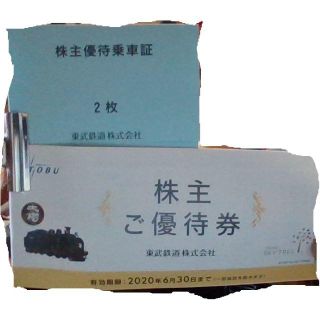 株主優待乗車証
2枚
東武鉄道株式会社
TOBU
株主
ご優待券
東武鉄道株式会社
有効期限:2020年6月30日まで